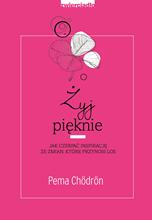 zwierciadło
Żyj
pięknie
JAK CZERPAĆ INSPIRACJĘ
ZE ZMIAN, KTÓRE PRZYNOSI LOS
Pema Chödrön